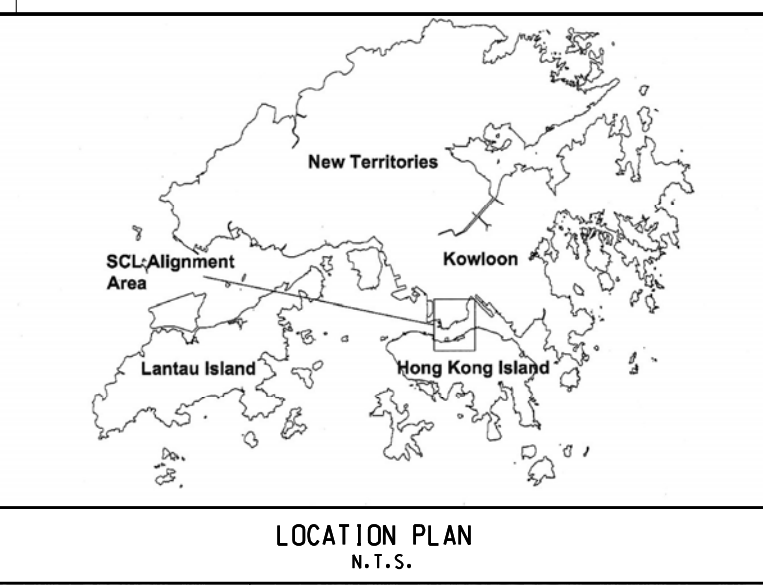 New Territories
SCL Alignment
Area
Kowloon
Lantau Island
Hong Kong Island
LOCATION PLAN
N.T.S.